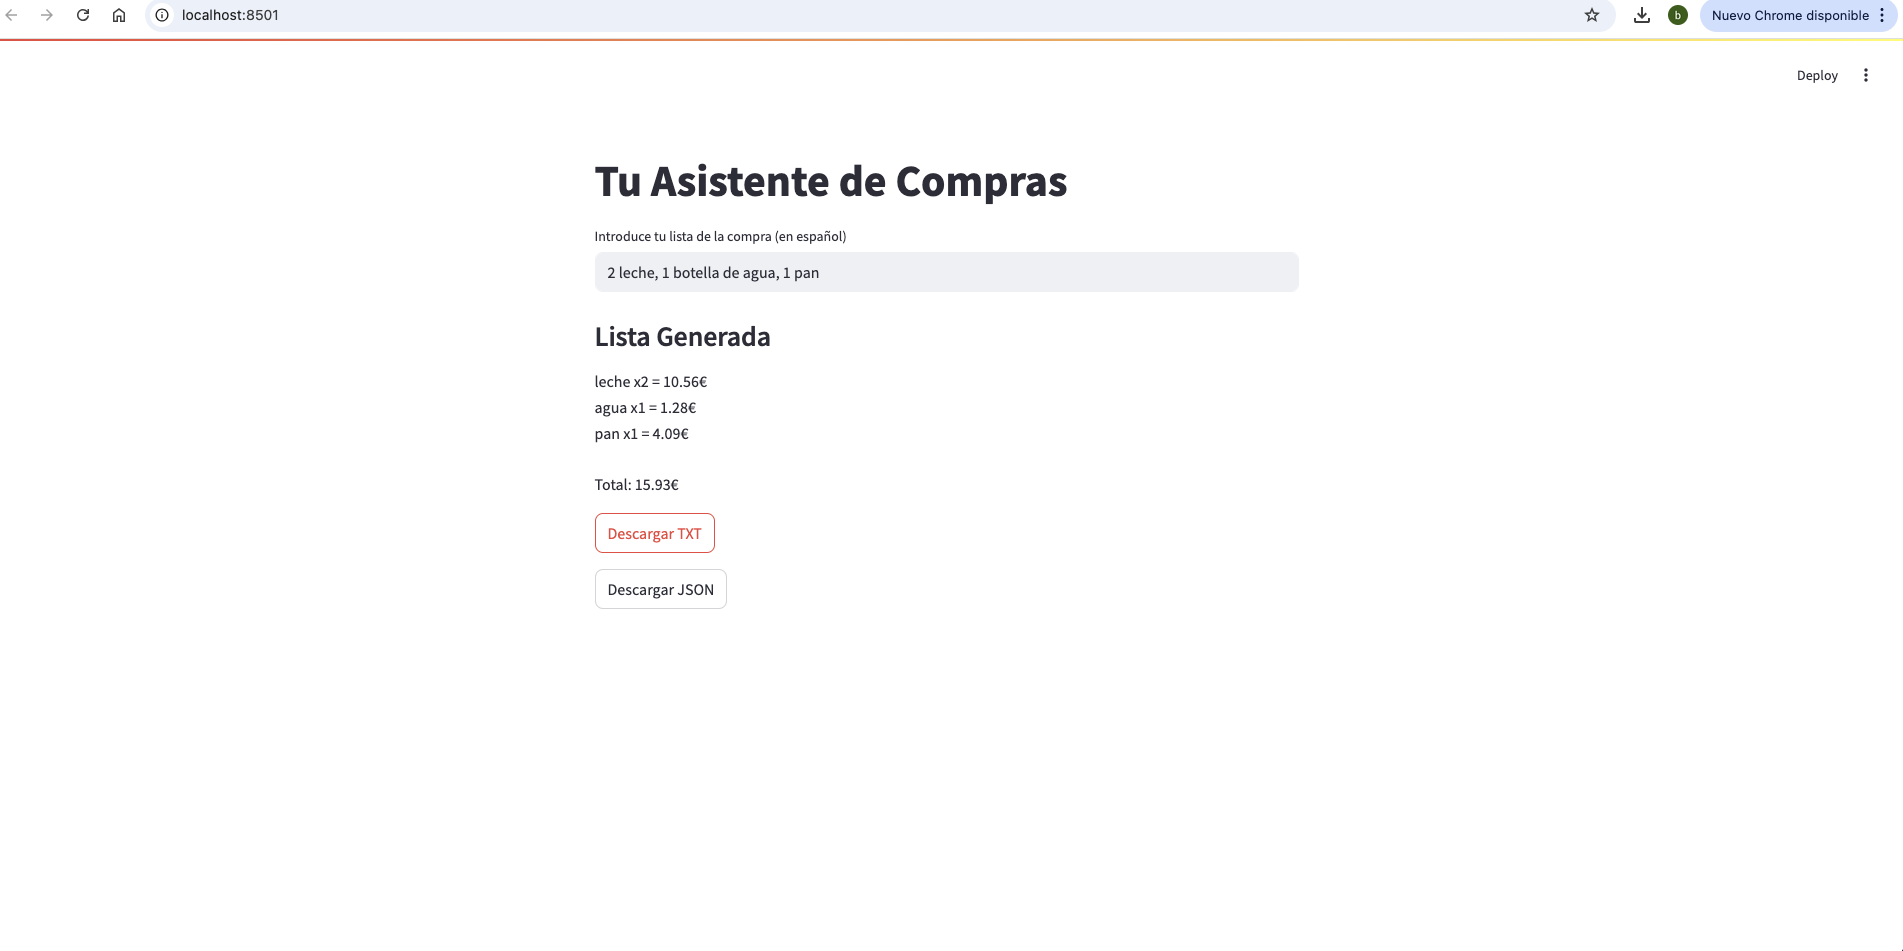 localhost:8501
b
Nuevo Chrome disponible
Deploy
Tu Asistente de Compras
Introduce tu lista de la compra (en español)
2 leche, 1 botella de agua, 1 pan
Lista Generada
leche x2 = 10.56€
agua x1 = 1.28€
pan x1 = 4.09€
Total: 15.93€
Descargar TXT
Descargar JSON